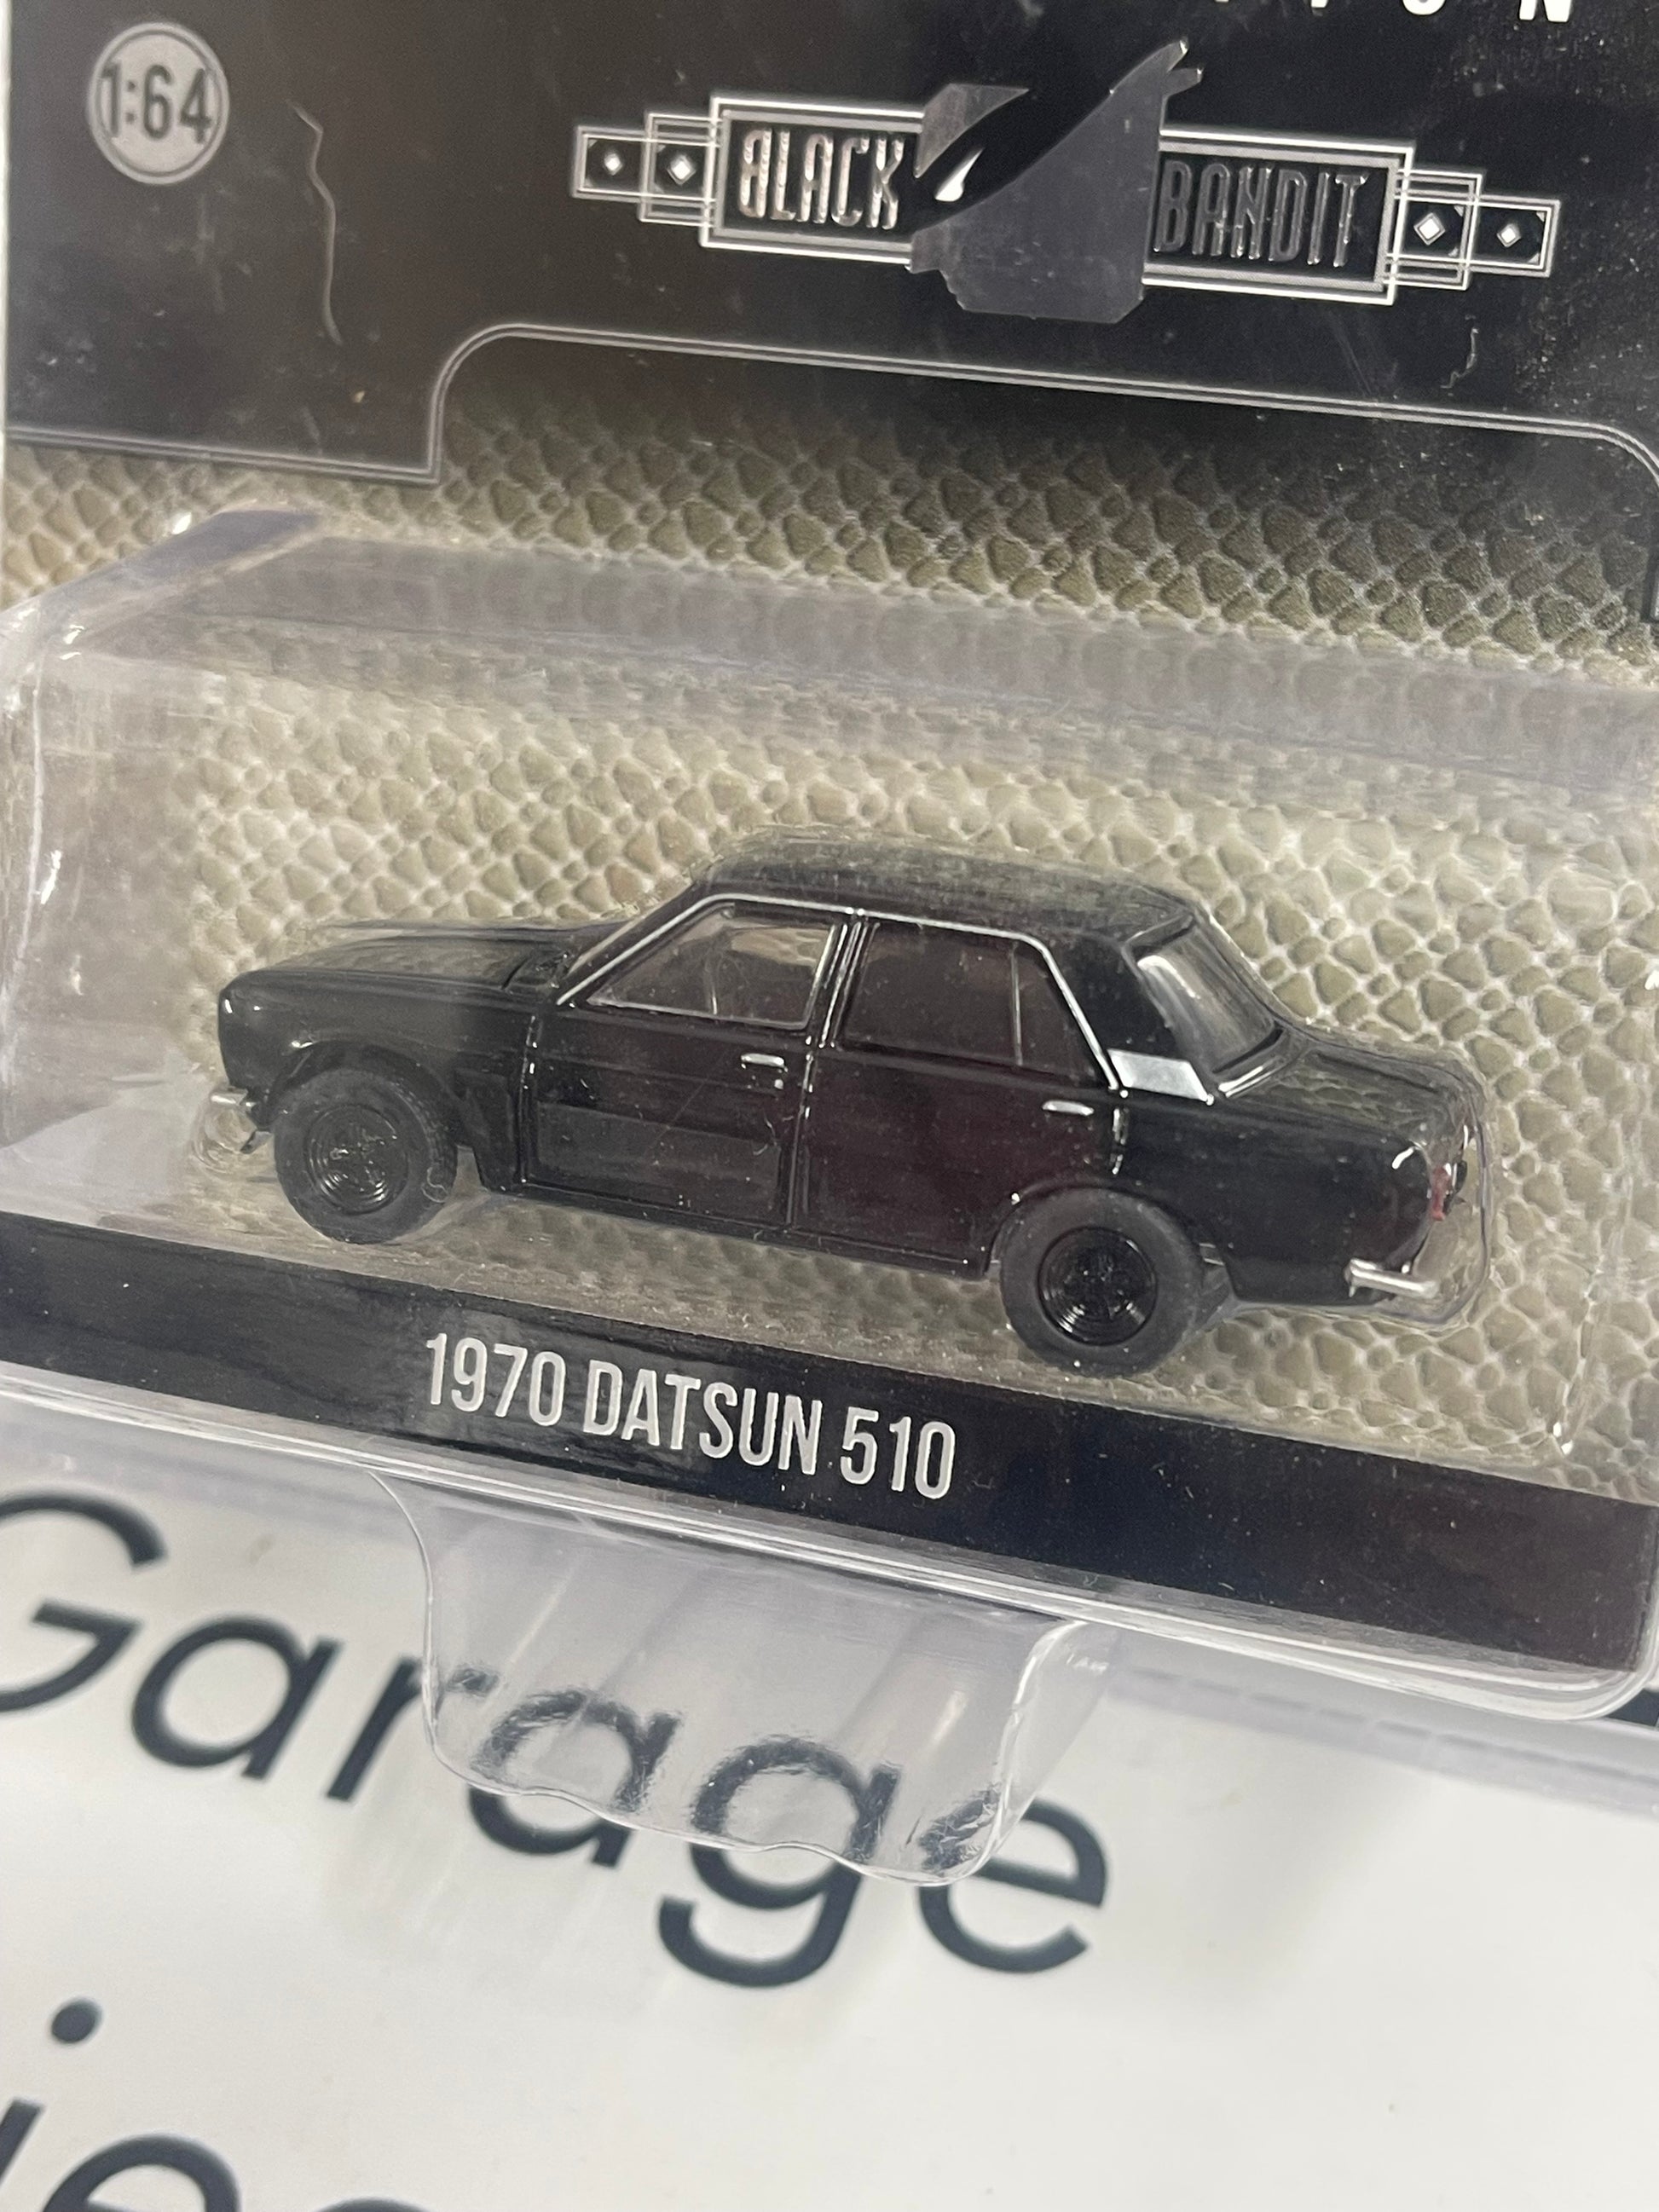 1:64
BLACK BANDIT
1970 DATSUN 510
Garage